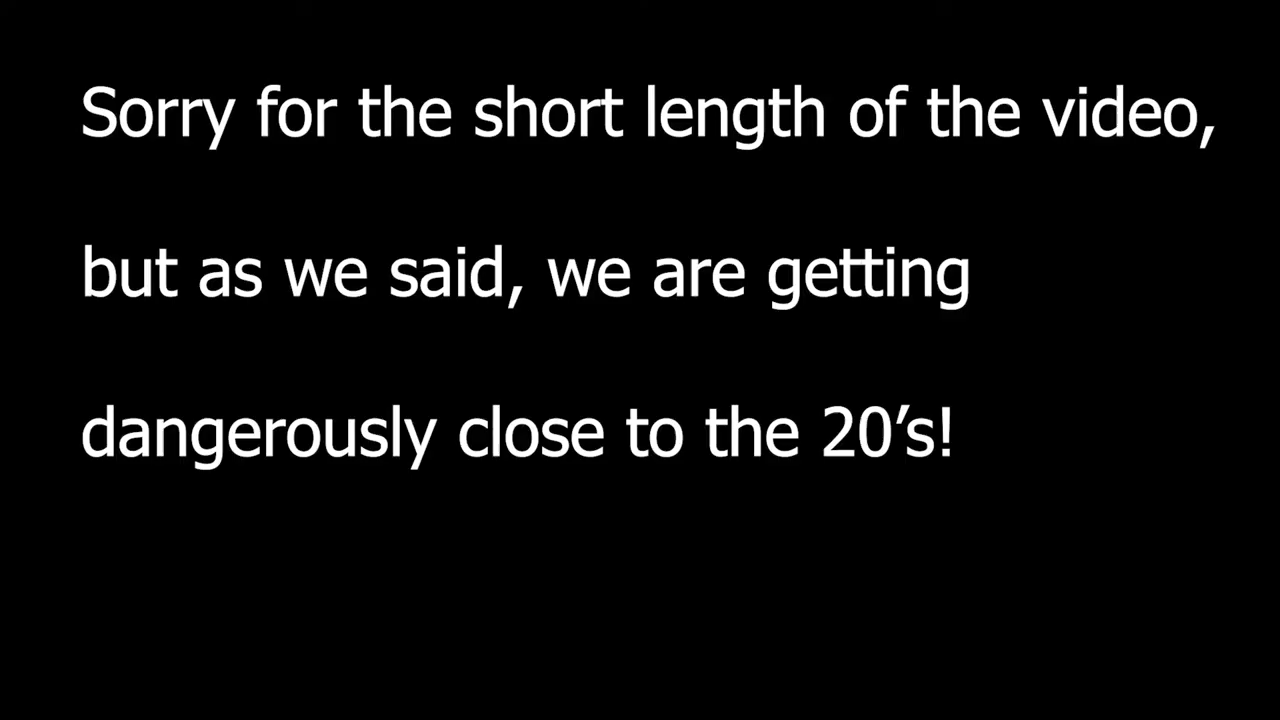 Sorry for the short length of the video,
but as we said, we are getting
dangerously close to the 20’s!